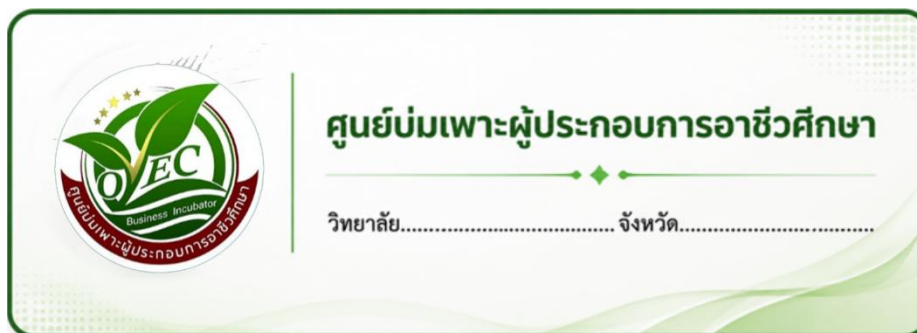 OVEC
Business Incubator
ศูนย์บ่มเพาะผู้ประกอบการอาชีวศึกษา
ศูนย์บ่มเพาะผู้ประกอบการอาชีวศึกษา
วิทยาลัย...................................... จังหวัด...................................